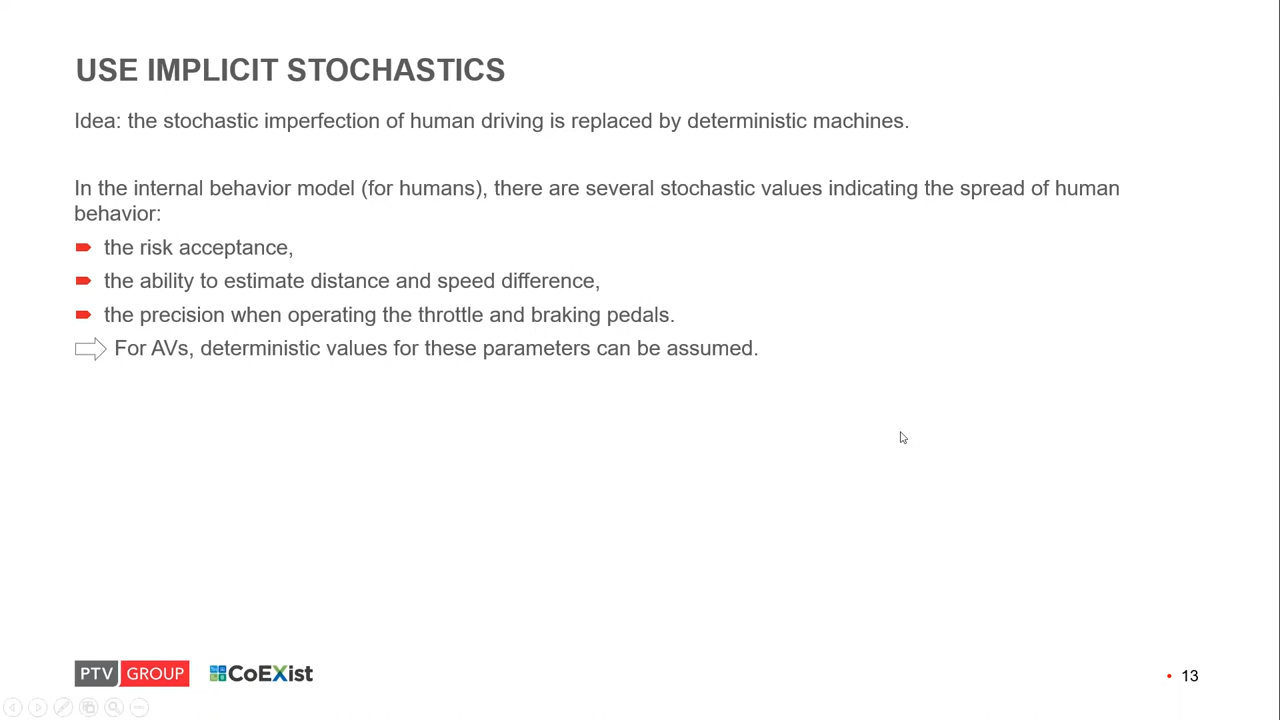 USE IMPLICIT STOCHASTICS
Idea: the stochastic imperfection of human driving is replaced by deterministic machines.
In the internal behavior model (for humans), there are several stochastic values indicating the spread of human
behavior:
the risk acceptance,
the ability to estimate distance and speed difference,
the precision when operating the throttle and braking pedals.
For AVs, deterministic values for these parameters can be assumed.
PTV GROUP CoEXist
• 13